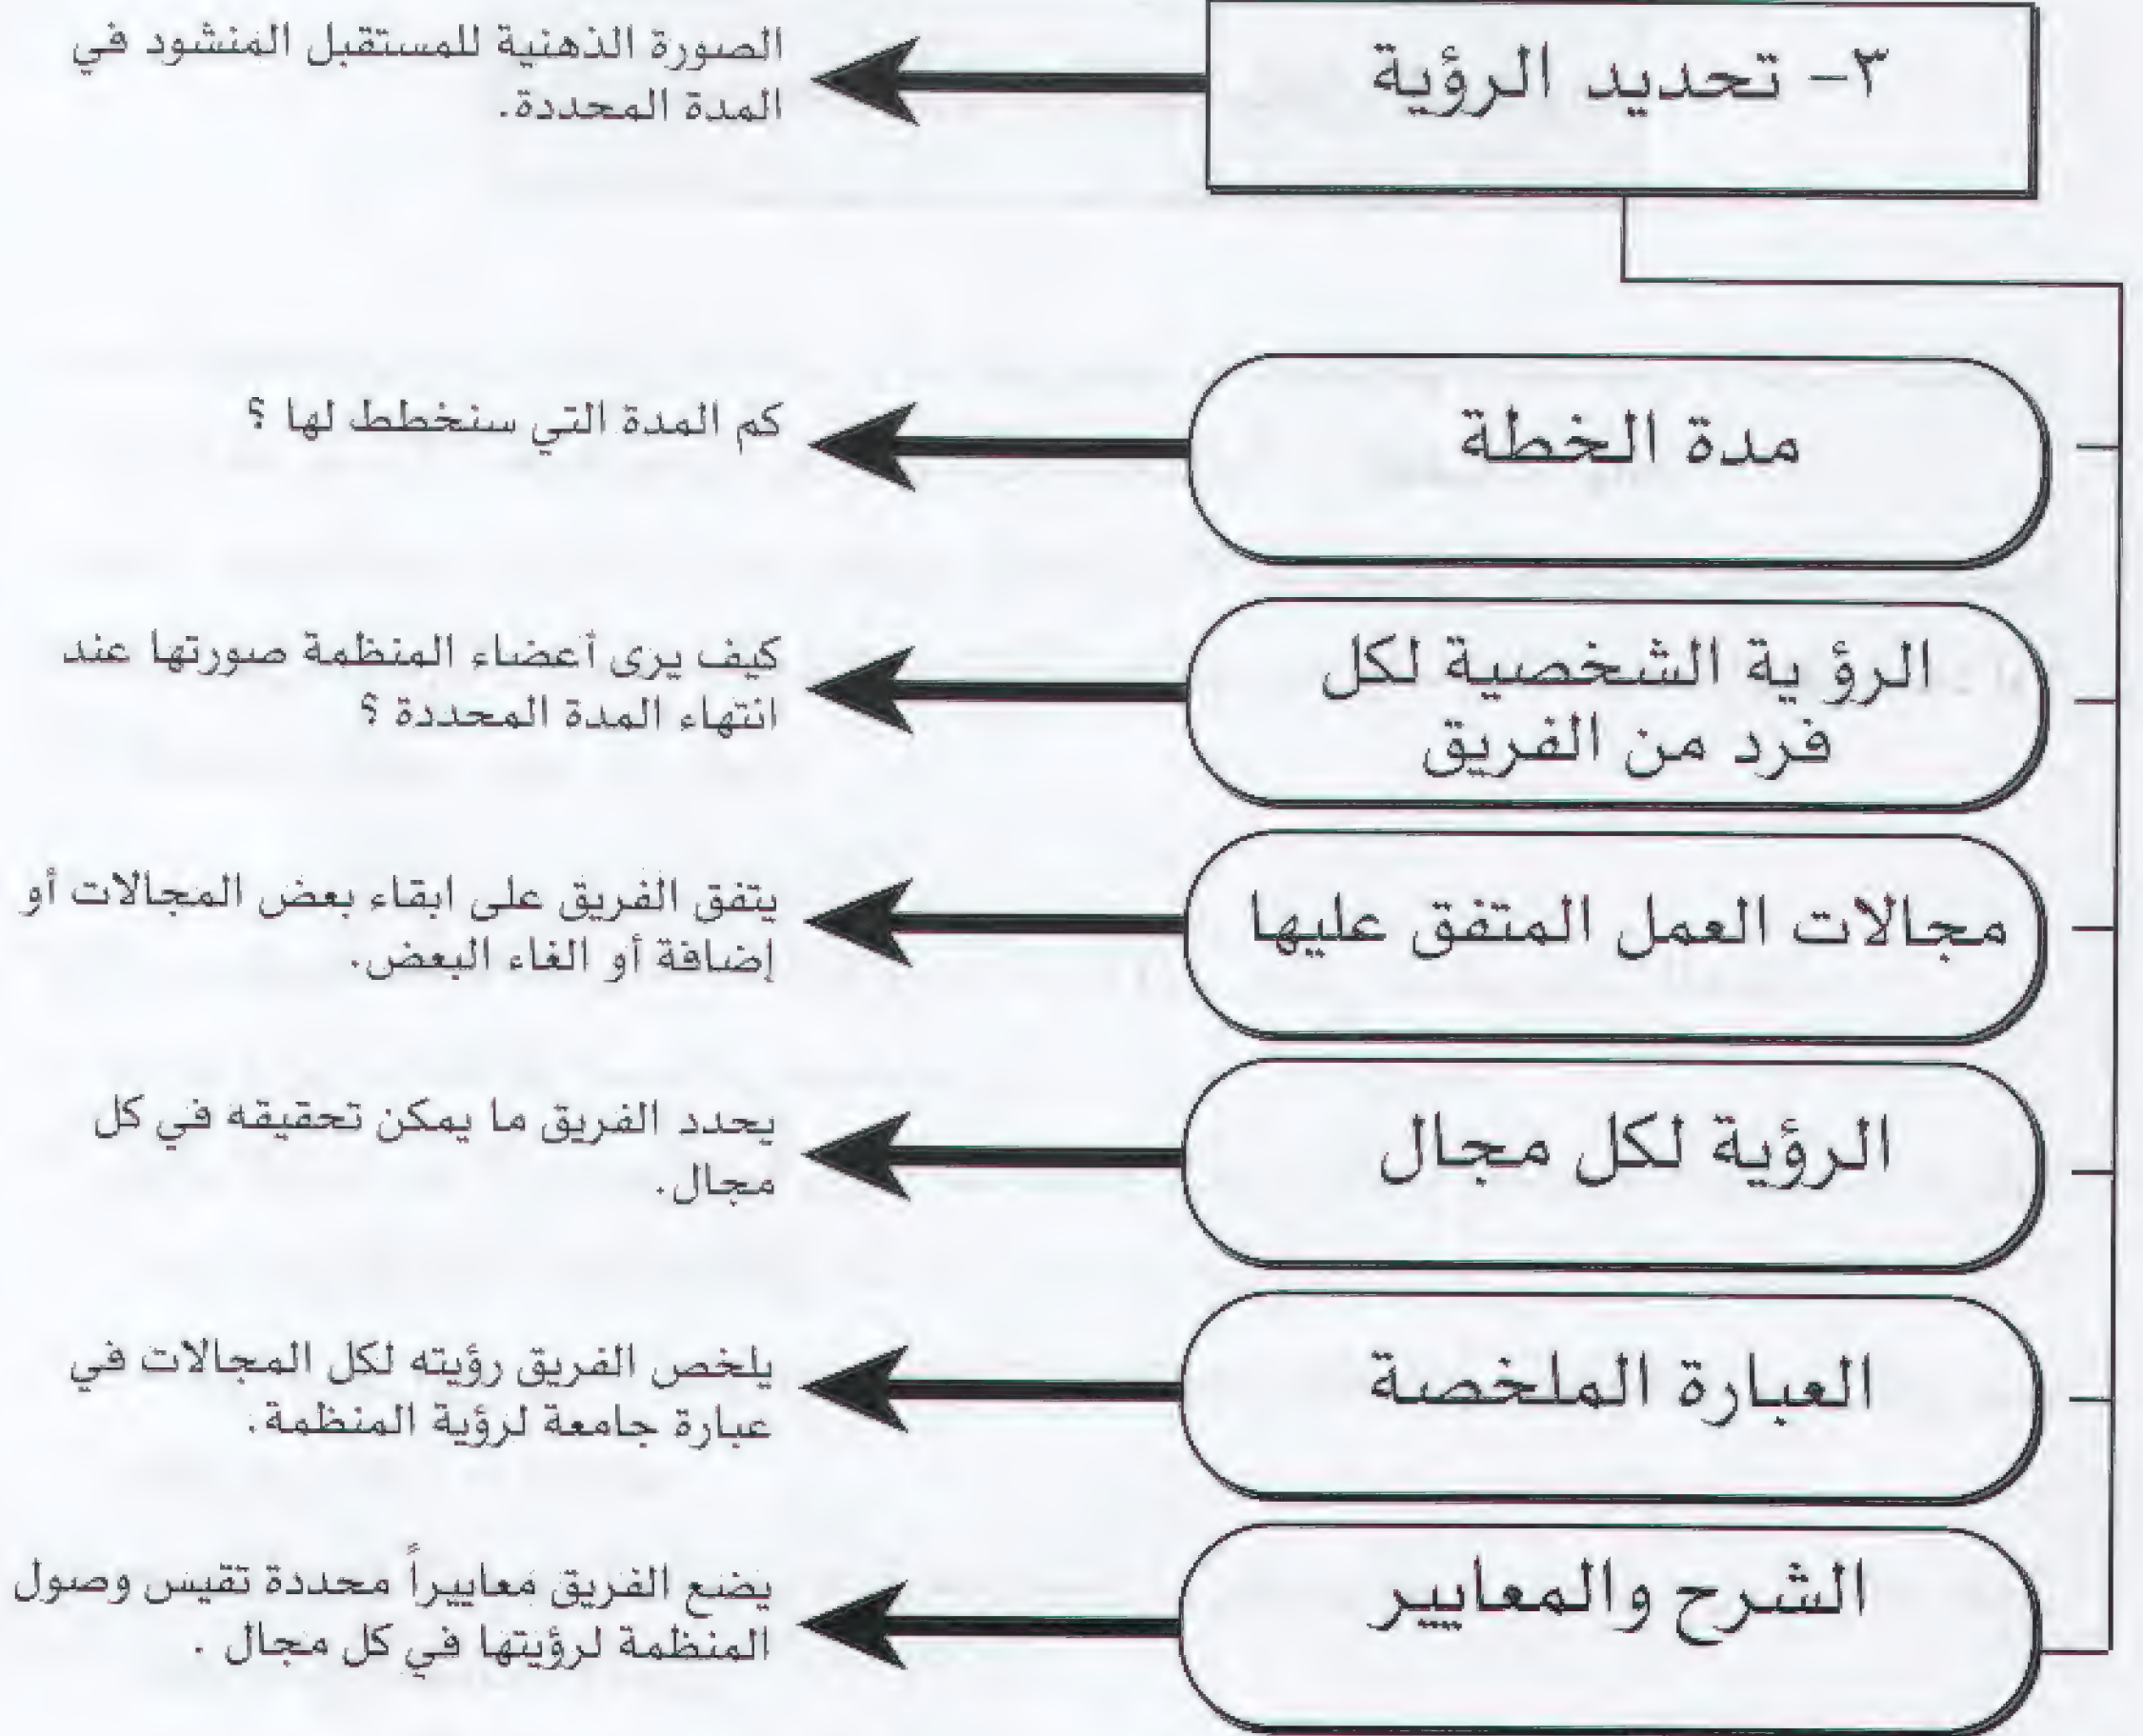 ٣- تحديد الرؤية
الصورة الذهنية للمستقبل المنشود في
المدة المحددة.
مدة الخطة
كم المدة التي سنخطط لها ؟
الرؤ ية الشخصية لكل
فرد من الفريق
كيف يرى أعضاء المنظمة صورتها عند
انتهاء المدة المحددة ؟
مجالات العمل المتفق عليها
يتفق الفريق على ابقاء بعض المجالات أو
إضافة أو الغاء البعض.
الرؤية لكل مجال
يحدد الفريق ما يمكن تحقيقه في كل
مجال.
العبارة الملخصة
يلخص الفريق رؤيته لكل المجالات في
عبارة جامعة لرؤية المنظمة.
الشرح والمعايير
يضع الفريق معاييراً محددة تقيس وصول
المنظمة لرؤيتها في كل مجال .